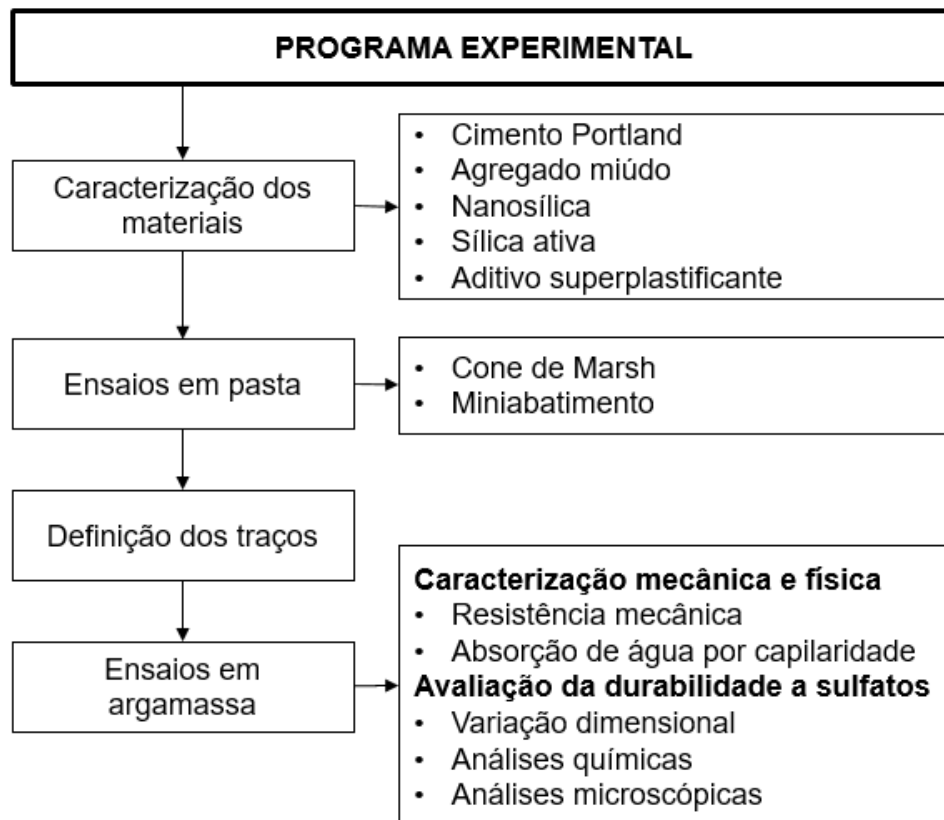 PROGRAMA EXPERIMENTAL
Caracterização dos
materiais
• Cimento Portland
• Agregado miúdo
• Nanosílica
• Sílica ativa
• Aditivo superplastificante
Ensaios em pasta
• Cone de Marsh
• Miniabatimento
Definição dos traços
Ensaios em
argamassa
Caracterização mecânica e física
• Resistência mecânica
• Absorção de água por capilaridade
Avaliação da durabilidade a sulfatos
• Variação dimensional
• Análises químicas
• Análises microscópicas